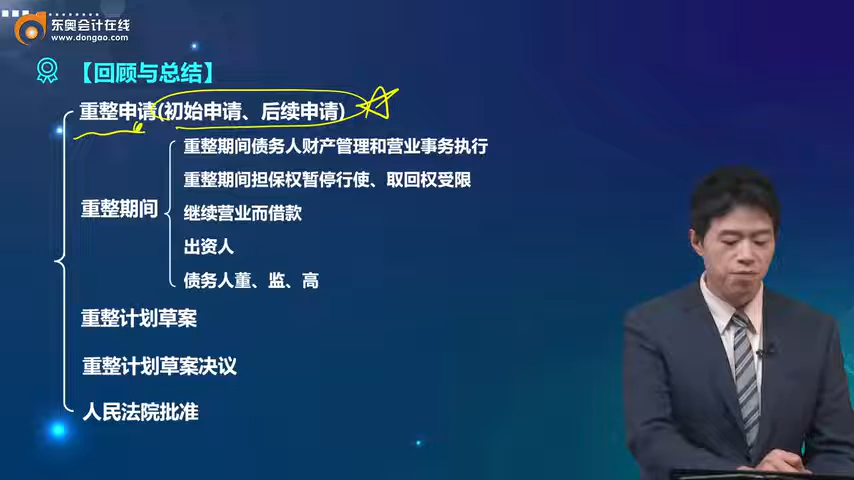 东奥会计在线
www.dongao.com
【回顾与总结】
重整申请(初始申请、后续申请)
重整期间债务人财产管理和营业事务执行
重整期间担保权暂停行使、取回权受限
重整期间
继续营业而借款
出资人
债务人董、监、高
重整计划草案
重整计划草案决议
人民法院批准